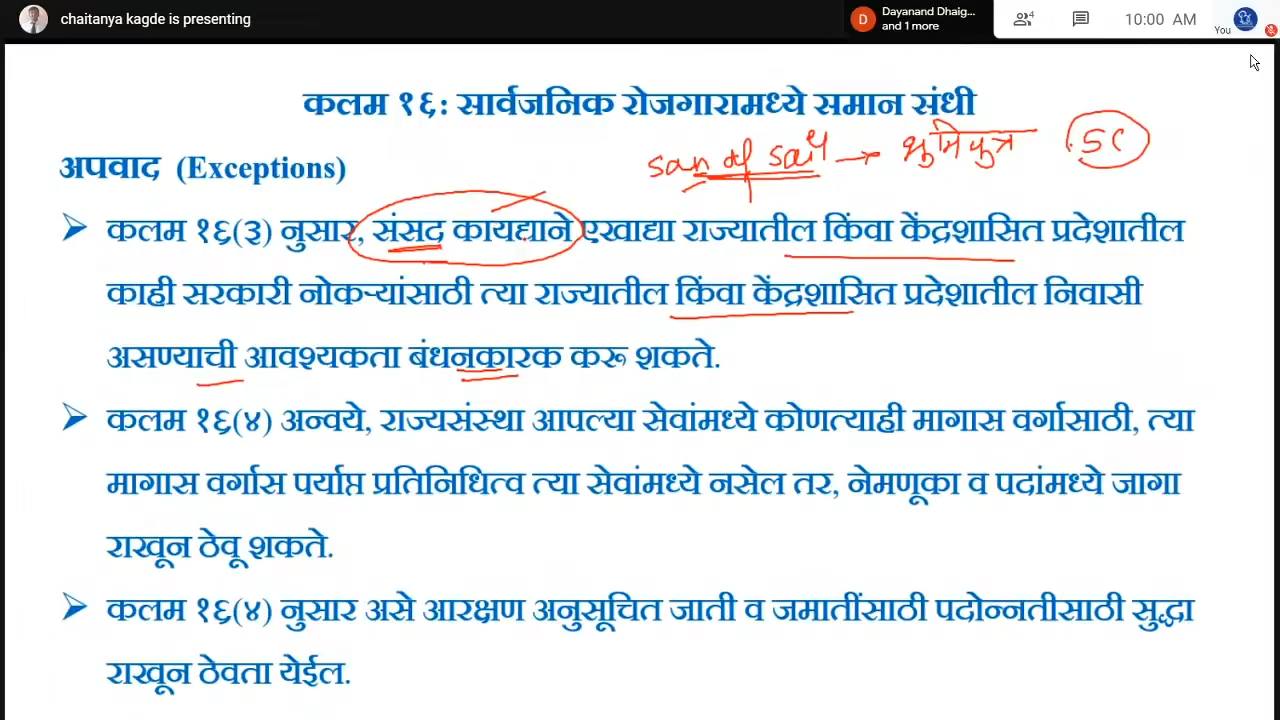 chaitanya kagde is presenting
D
Dayanand Dhaig...
and 1 more
4
10:00 AM
You
कलम १६: सार्वजनिक रोजगारामध्ये समान संधी
son of soil → भूमिपुत्र SC
अपवाद (Exceptions)
➤ कलम १६(३) नुसार, संसद कायद्याने एखाद्या राज्यातील किंवा केंद्रशासित प्रदेशातील
काही सरकारी नोकऱ्यांसाठी त्या राज्यातील किंवा केंद्रशासित प्रदेशातील निवासी
असण्याची आवश्यकता बंधनकारक करू शकते.
➤ कलम १६(४) अन्वये, राज्यसंस्था आपल्या सेवांमध्ये कोणत्याही मागास वर्गासाठी, त्या
मागास वर्गास पर्याप्त प्रतिनिधित्व त्या सेवांमध्ये नसेल तर, नेमणूका व पदांमध्ये जागा
राखून ठेवू शकते.
➤ कलम १६(४) नुसार असे आरक्षण अनुसूचित जाती व जमातींसाठी पदोन्नतीसाठी सुद्धा
राखून ठेवता येईल.